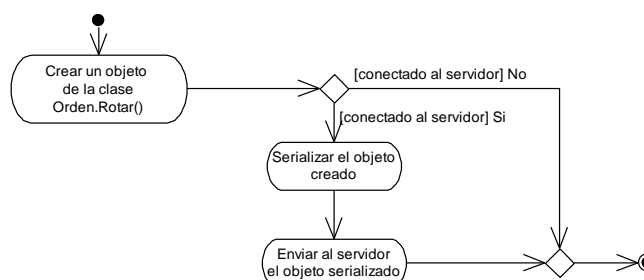 Crear un objeto
de la clase
Orden.Rotar()
[conectado al servidor] No
[conectado al servidor] Si
Serializar el objeto
creado
Enviar al servidor
el objeto serializado